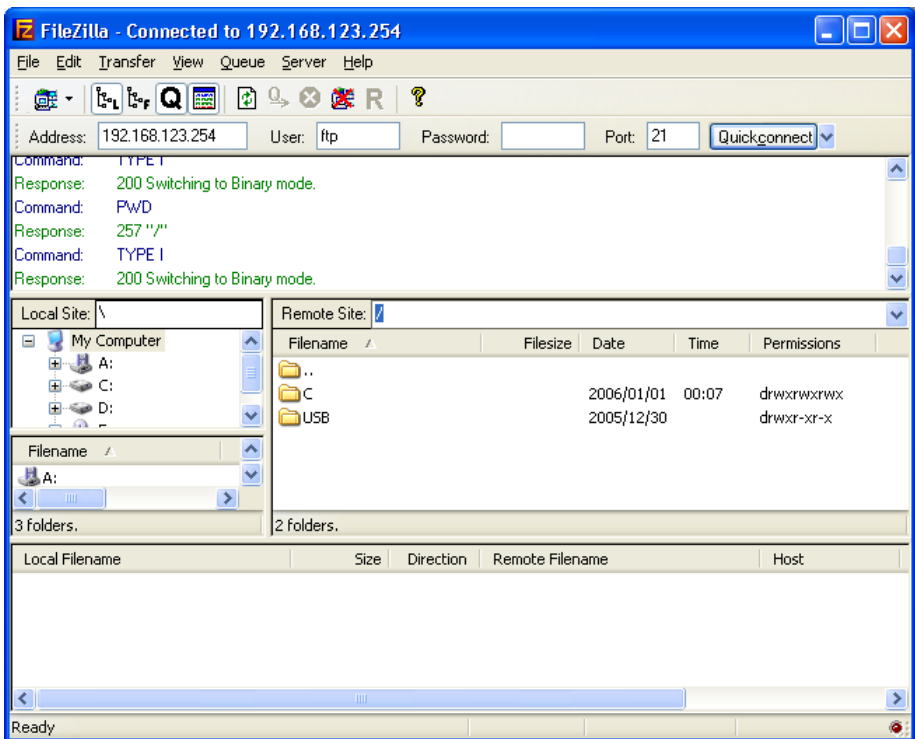 FileZilla - Connected to 192.168.123.254
File Edit Transfer View Queue Server Help
Address: 192.168.123.254 User: ftp Password: Port: 21 Quickconnect
Command: TYPE I
Response: 200 Switching to Binary mode.
Command: PWD
Response: 257 "/"
Command: TYPE I
Response: 200 Switching to Binary mode.
Local Site: \
My Computer
A:
C:
D:
Filename
A:
3 folders.
Remote Site: /
Filename Filesize Date Time Permissions
..
C 2006/01/01 00:07 drwxrwxrwx
USB 2005/12/30 drwxr-xr-x
2 folders.
Local Filename Size Direction Remote Filename Host
Ready